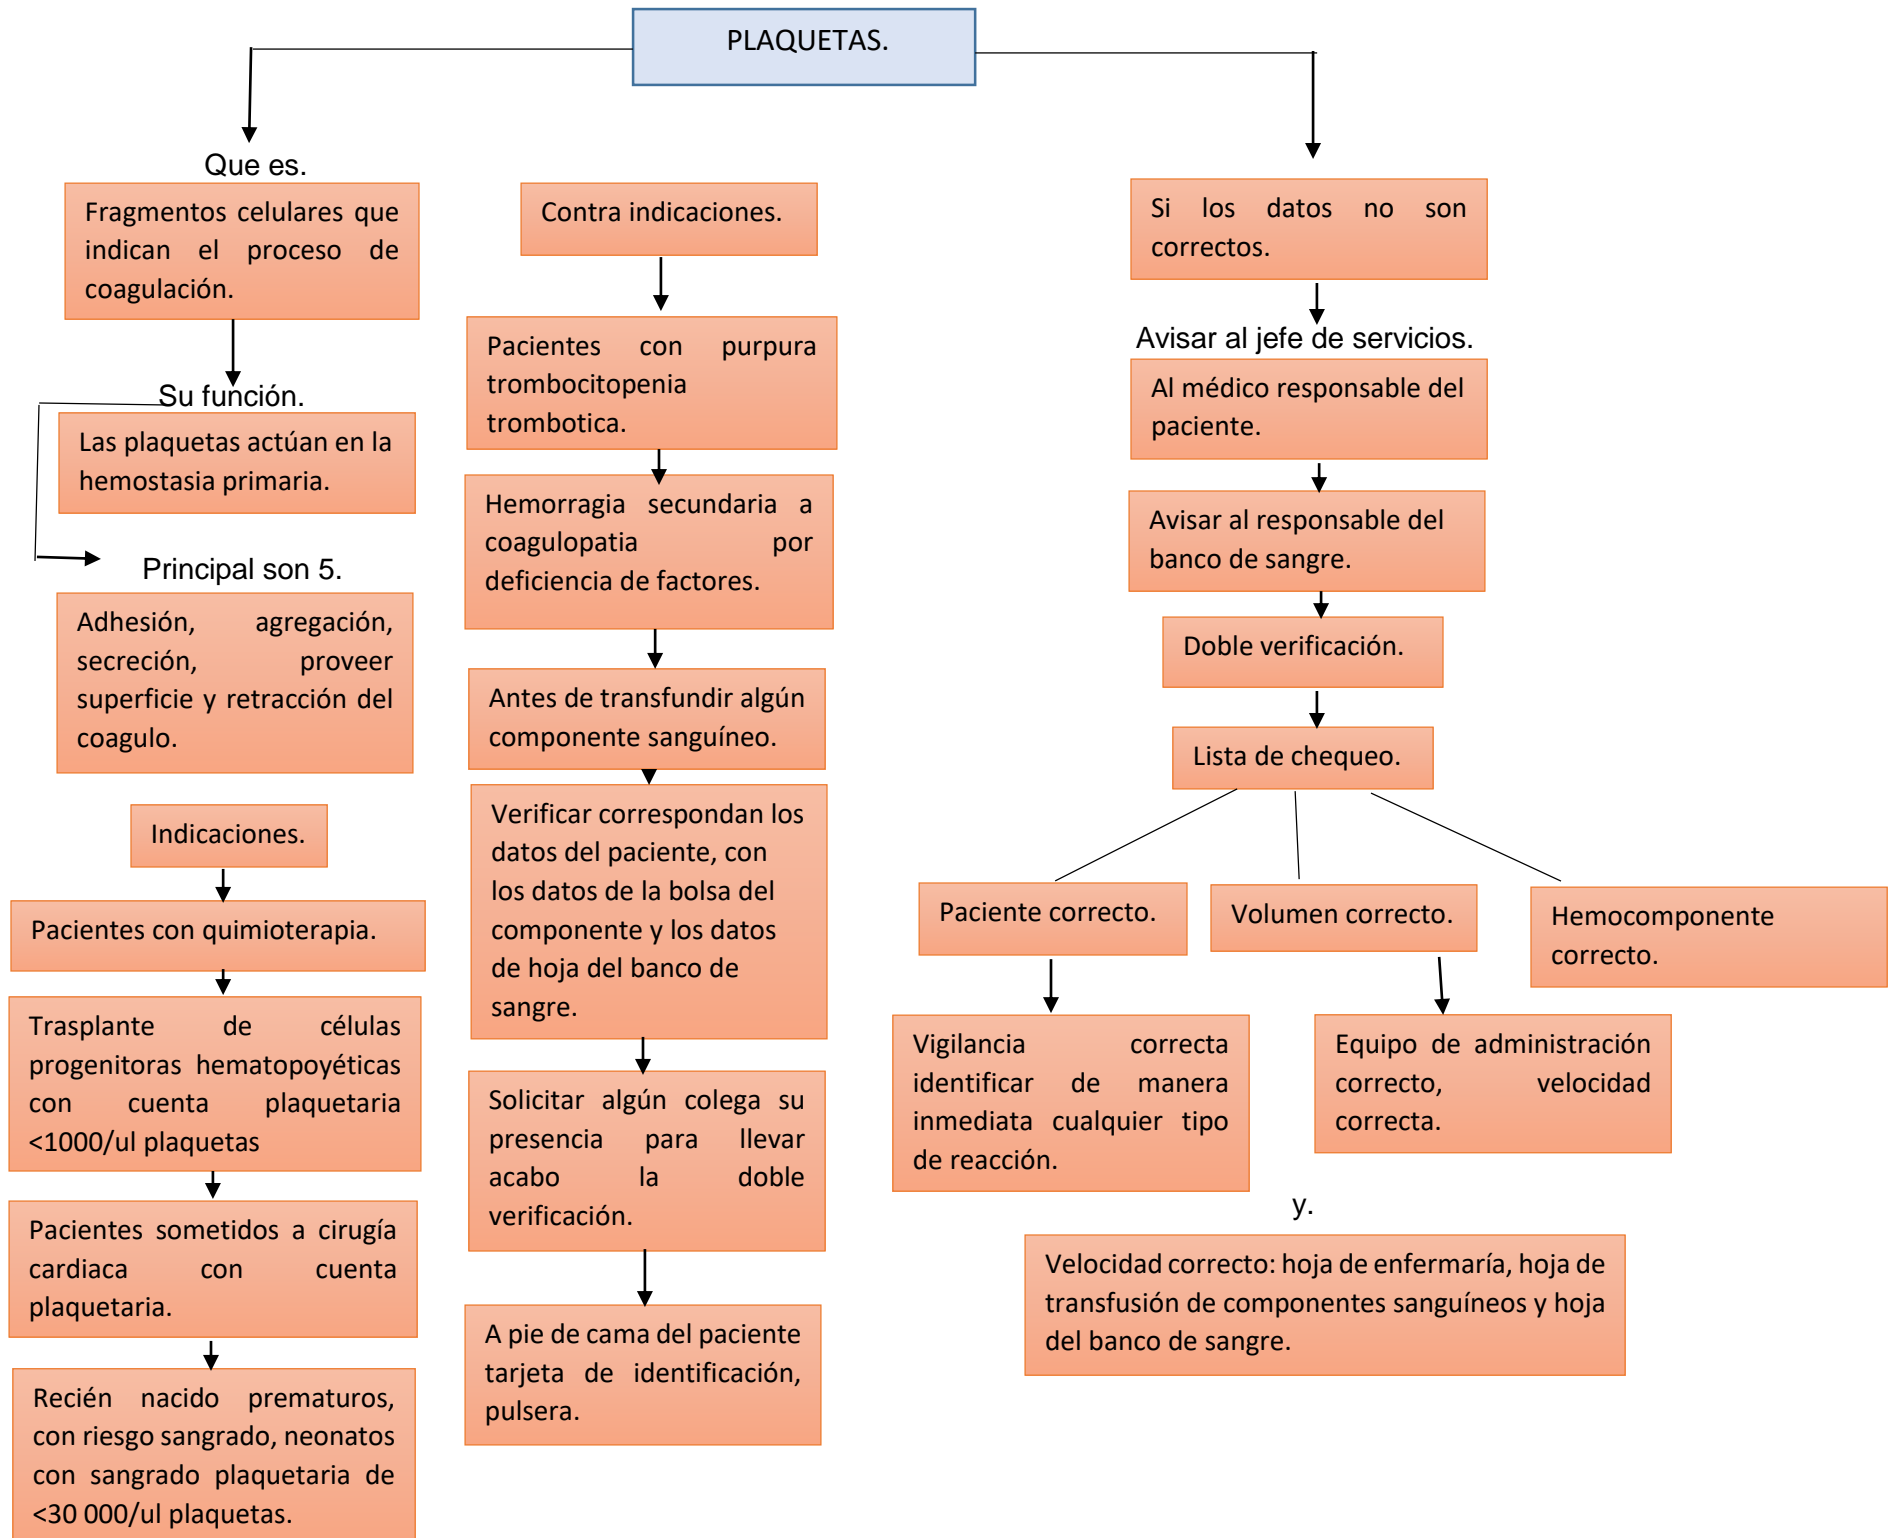 PLAQUETAS.
Que es.
Fragmentos celulares que
indican el proceso de
coagulación.
Su función.
Las plaquetas actúan en la
hemostasia primaria.
Principal son 5.
Adhesión, agregación,
secreción, proveer
superficie y retracción del
coagulo.
Indicaciones.
Pacientes con quimioterapia.
Trasplante de células
progenitoras hematopoyéticas
con cuenta plaquetaria
<1000/ul plaquetas
Pacientes sometidos a cirugía
cardiaca con cuenta
plaquetaria.
Recién nacido prematuros,
con riesgo sangrado, neonatos
con sangrado plaquetaria de
<30 000/ul plaquetas.
Contra indicaciones.
Pacientes con purpura
trombocitopenia
trombotica.
Hemorragia secundaria a
coagulopatia por
deficiencia de factores.
Antes de transfundir algún
componente sanguíneo.
Verificar correspondan los
datos del paciente, con
los datos de la bolsa del
componente y los datos
de hoja del banco de
sangre.
Solicitar algún colega su
presencia para llevar
acabo la doble
verificación.
A pie de cama del paciente
tarjeta de identificación,
pulsera.
Si los datos no son
correctos.
Avisar al jefe de servicios.
Al médico responsable del
paciente.
Avisar al responsable del
banco de sangre.
Doble verificación.
Lista de chequeo.
Paciente correcto.
Volumen correcto.
Hemocomponente
correcto.
Vigilancia correcta
identificar de manera
inmediata cualquier tipo
de reacción.
Equipo de administración
correcto, velocidad
correcta.
y.
Velocidad correcto: hoja de enfermaría, hoja de
transfusión de componentes sanguíneos y hoja
del banco de sangre.